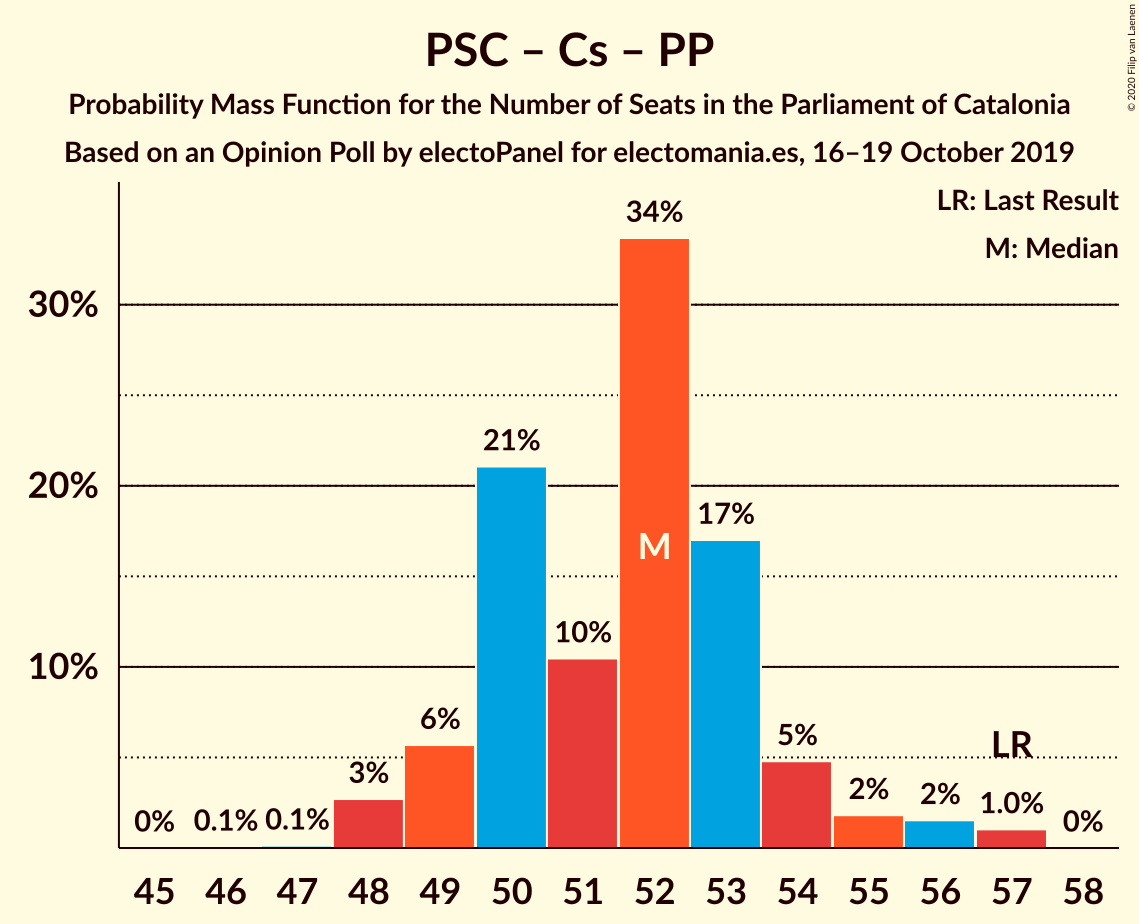 PSC – Cs – PP
Probability Mass Function for the Number of Seats in the Parliament of Catalonia
Based on an Opinion Poll by electoPanel for electomania.es, 16–19 October 2019
© 2020 Filip van Laenen
LR: Last Result
M: Median
34%
30%
21%
20%
17%
M
10%
10%
6%
5%
LR
3%
2%
2%
1.0%
0%
0.1%
0.1%
0%
45 46 47 48 49 50 51 52 53 54 55 56 57 58